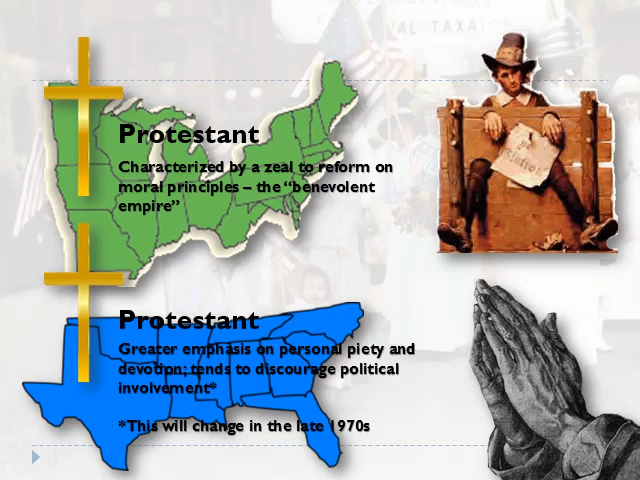 AL TAXATI
Protestant
Characterized by a zeal to reform on
moral principles – the “benevolent
empire”
Protestant
Greater emphasis on personal piety and
devotion; tends to discourage political
involvement*
*This will change in the late 1970s